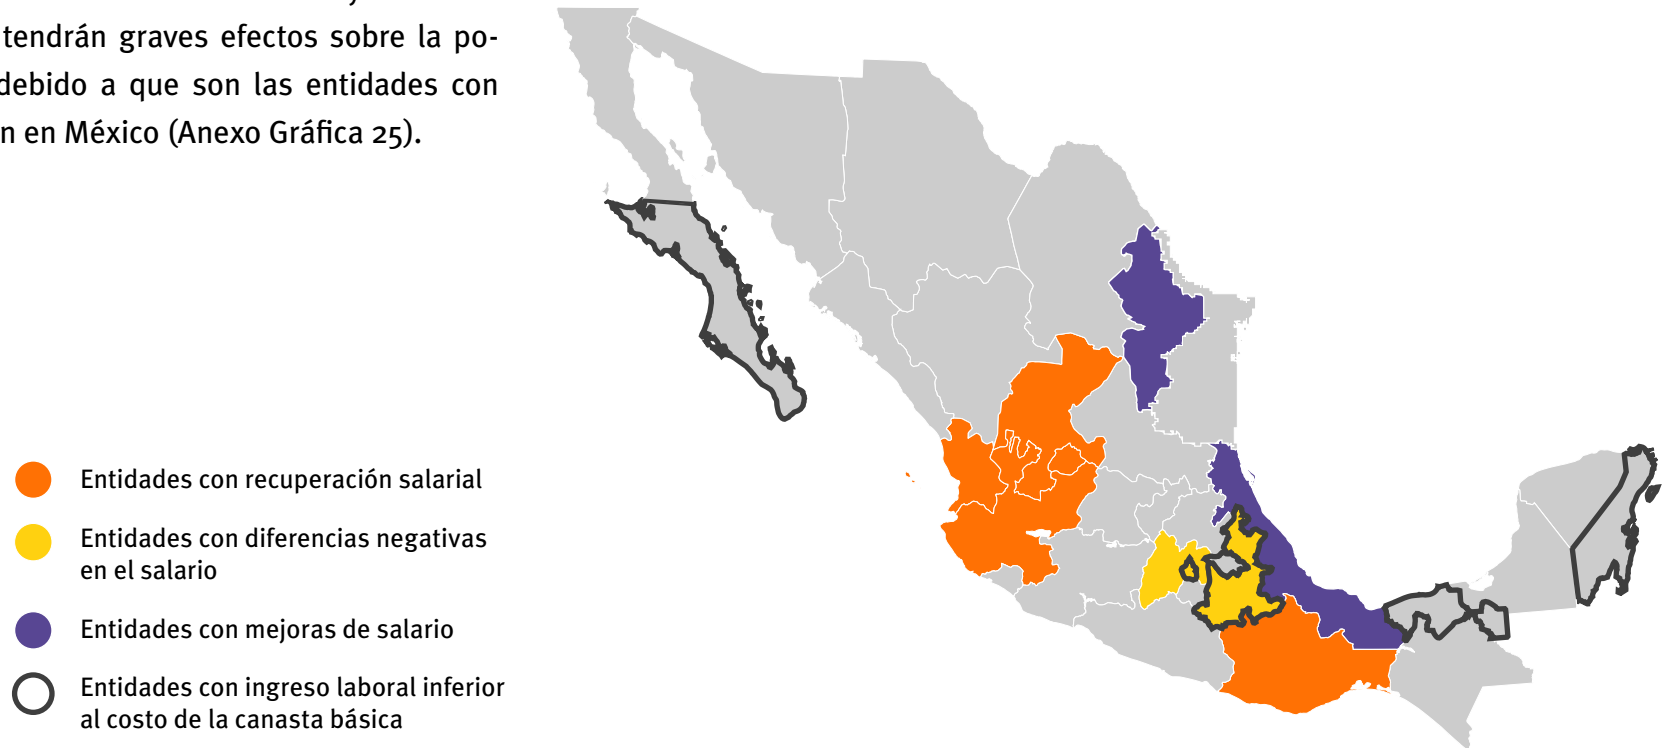 tendrán graves efectos sobre la po-
debido a que son las entidades con
n en México (Anexo Gráfica 25).
Entidades con recuperación salarial
Entidades con diferencias negativas
en el salario
Entidades con mejoras de salario
Entidades con ingreso laboral inferior
al costo de la canasta básica